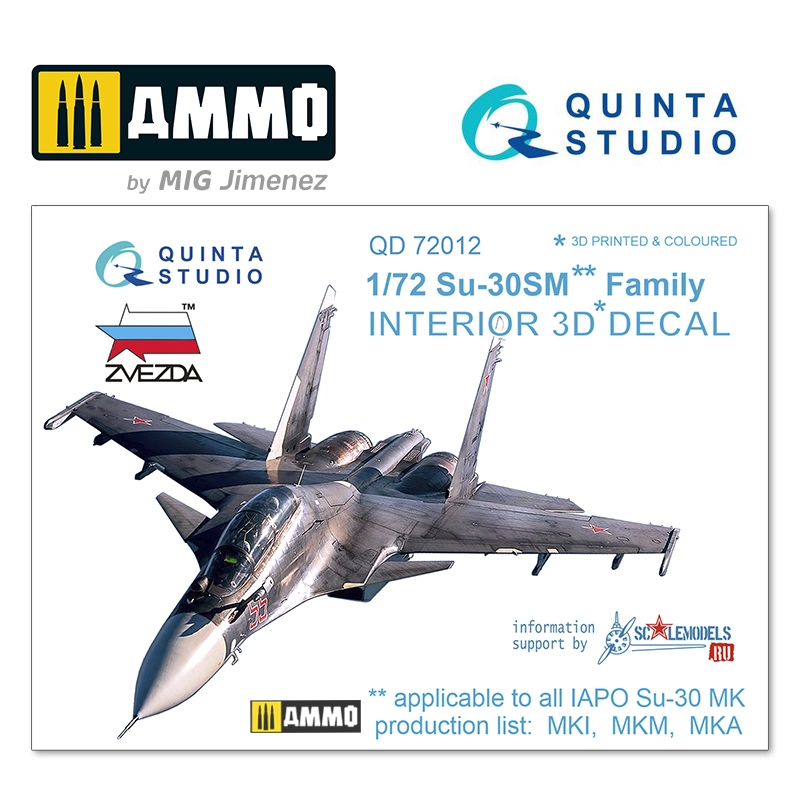 AMMO
by MIG Jimenez
QUINTA
STUDIO
QUINTA
STUDIO
QD 72012
* 3D PRINTED & COLOURED
1/72 Su-30SM** Family
INTERIOR 3D* DECAL
TM
ZVEZDA
55
information
support by
SCALEMODELS
RU
AMMO
** applicable to all IAPO Su-30 MK
production list: MKI, MKM, MKA